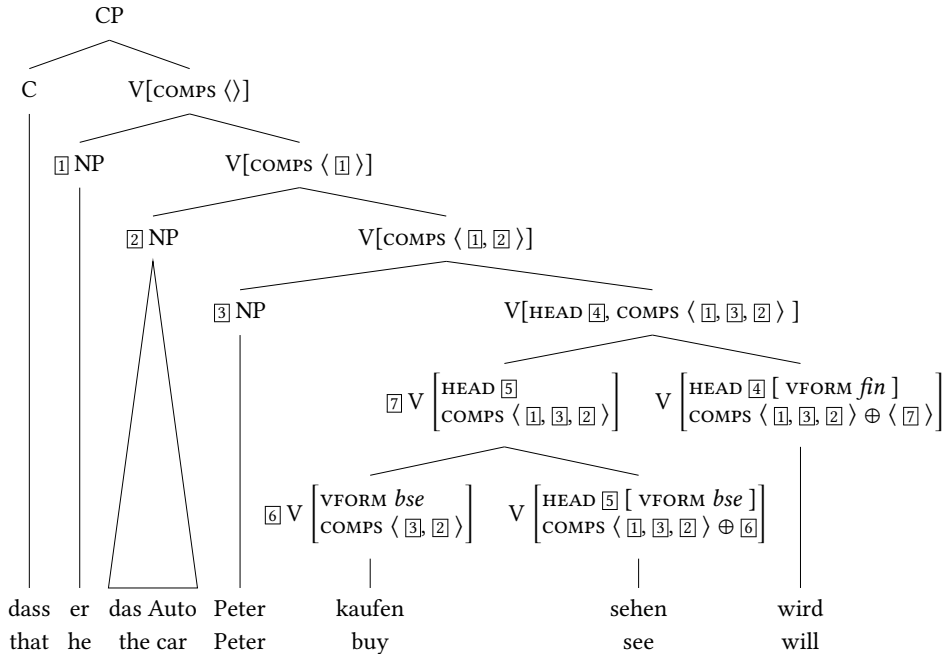 CP
C V[COMPS ⟨⟩]
1 NP V[COMPS ⟨ 1 ⟩]
2 NP V[COMPS ⟨ 1, 2 ⟩]
3 NP V[HEAD 4, COMPS ⟨ 1, 3, 2 ⟩ ]
7 V [HEAD 5 V [HEAD 4 [ VFORM fin ]
COMPS ⟨ 1, 3, 2 ⟩] COMPS ⟨ 1, 3, 2 ⟩ ⊕ ⟨ 7 ⟩]
6 V [VFORM bse V [HEAD 5 [ VFORM bse ]
COMPS ⟨ 3, 2 ⟩] COMPS ⟨ 1, 3, 2 ⟩ ⊕ 6]
dass er das Auto Peter kaufen sehen wird
that he the car Peter buy see will